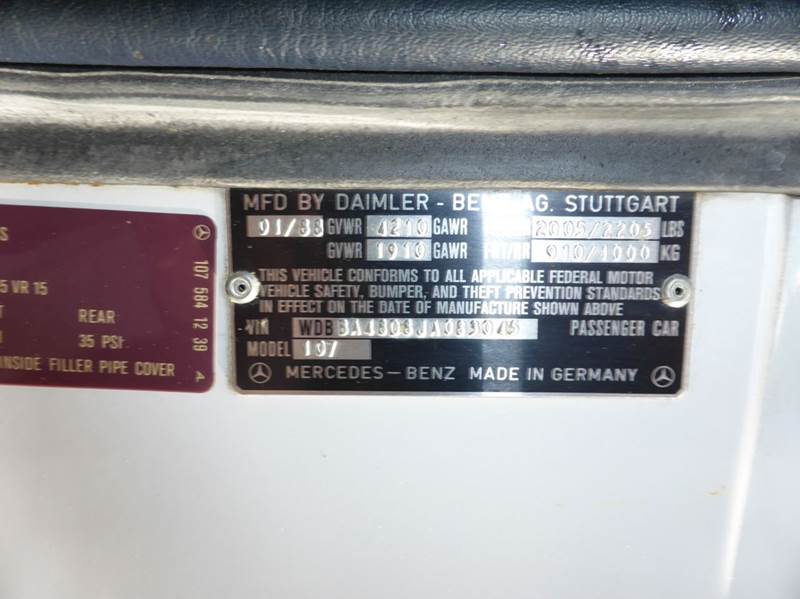 S
5 VR 15
T REAR
35 PSI
INSIDE FILLER PIPE COVER
107 584 12 39 A
MFD BY DAIMLER - BENZ AG. STUTTGART
01/88 GVWR 4210 GAWR 2005/2205 LBS
GVWR 1910 GAWR FRT/RR 910/1000 KG
THIS VEHICLE CONFORMS TO ALL APPLICABLE FEDERAL MOTOR
VEHICLE SAFETY, BUMPER, AND THEFT PREVENTION STANDARDS
IN EFFECT ON THE DATE OF MANUFACTURE SHOWN ABOVE
VIN PASSENGER CAR
MODEL 107
MERCEDES-BENZ MADE IN GERMANY